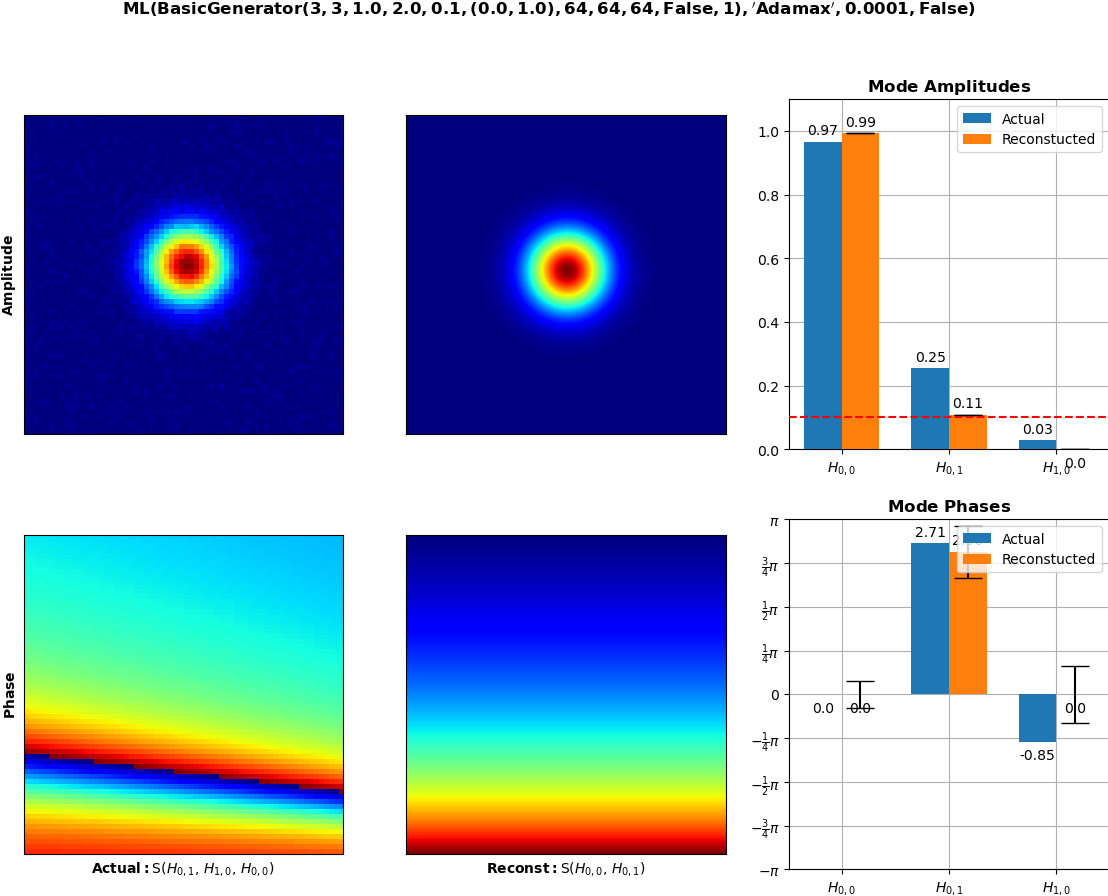 ML(BasicGenerator(3, 3, 1.0, 2.0, 0.1, (0.0, 1.0), 64, 64, 64, False, 1), ′Adamax′, 0.0001, False)
Mode Amplitudes
Amplitude
1.0
0.8
0.6
0.4
0.2
0.0
0.97
0.99
0.25
0.11
0.03
0.0
Actual
Reconstucted
H0,0
H0,1
H1,0
Mode Phases
Phase
π
3/4π
1/2π
1/4π
0
−1/4π
−1/2π
−3/4π
−π
0.0
0.0
2.71
-0.85
0.0
Actual
Reconstucted
H0,0
H0,1
H1,0
Actual: S(H0,1, H1,0, H0,0)
Reconst: S(H0,0, H0,1)